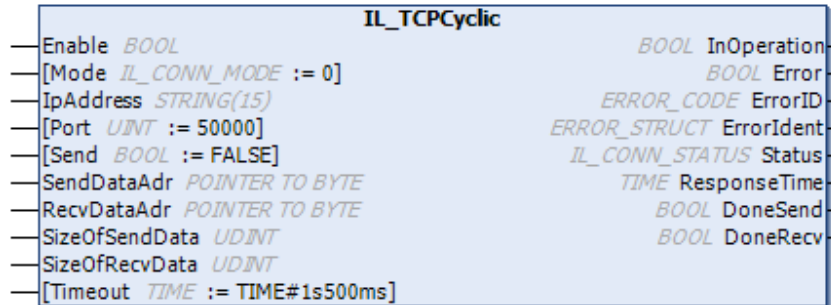 IL_TCPCyclic
Enable BOOL BOOL InOperation
[Mode IL_CONN_MODE := 0] BOOL Error
IpAddress STRING(15) ERROR_CODE ErrorID
[Port UINT := 50000] ERROR_STRUCT ErrorIdent
[Send BOOL := FALSE] IL_CONN_STATUS Status
SendDataAdr POINTER TO BYTE TIME ResponseTime
RecvDataAdr POINTER TO BYTE BOOL DoneSend
SizeOfSendData UDINT BOOL DoneRecv
SizeOfRecvData UDINT
[Timeout TIME := TIME#1s500ms]